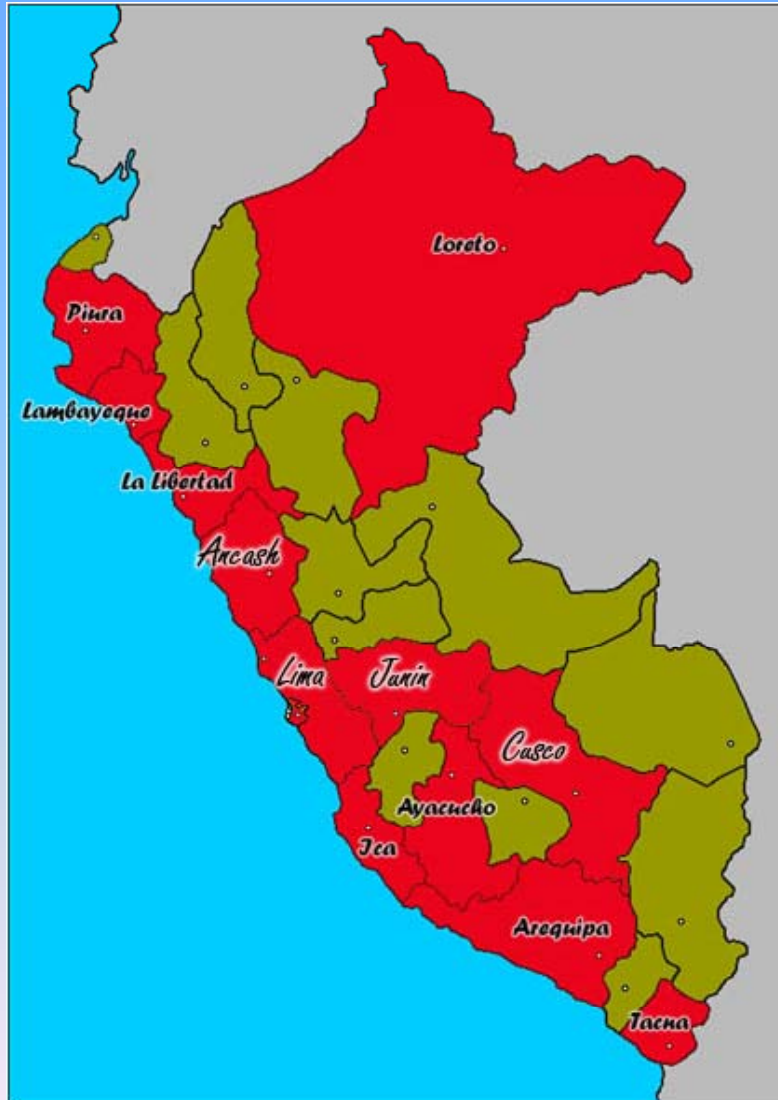 Loreto
Piura
Lambayeque
La Libertad
Ancash
Lima
Junin
Cusco
Ayacucho
Ica
Arequipa
Tacna